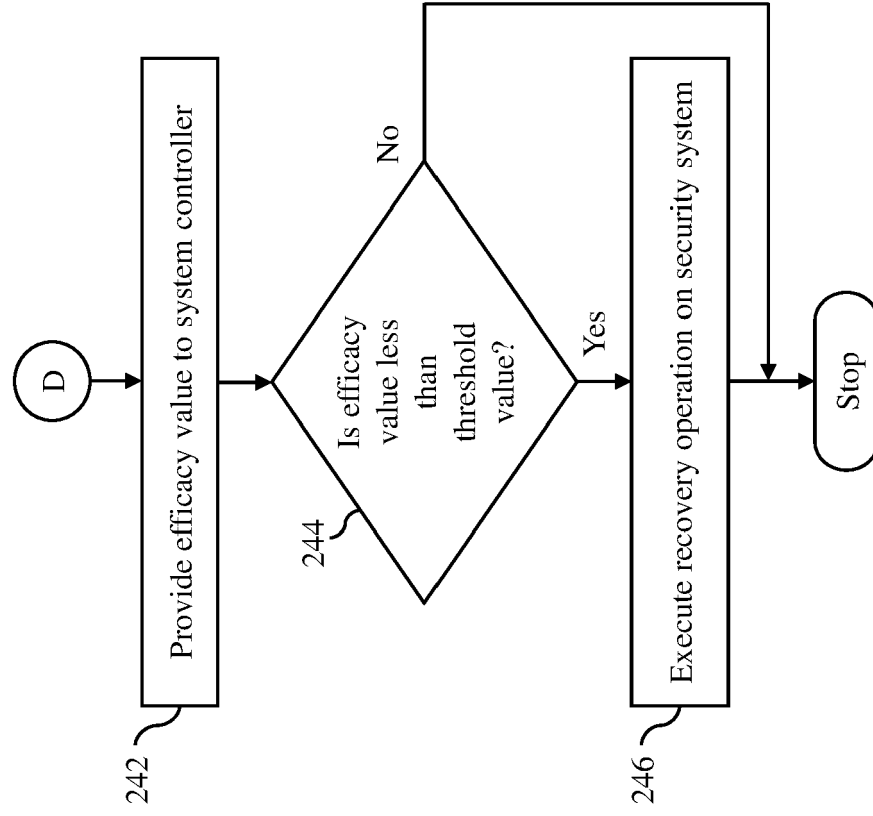 D
242
Provide efficacy value to system controller
244
Is efficacy
value less
than
threshold
value?
No
Yes
246
Execute recovery operation on security system
Stop